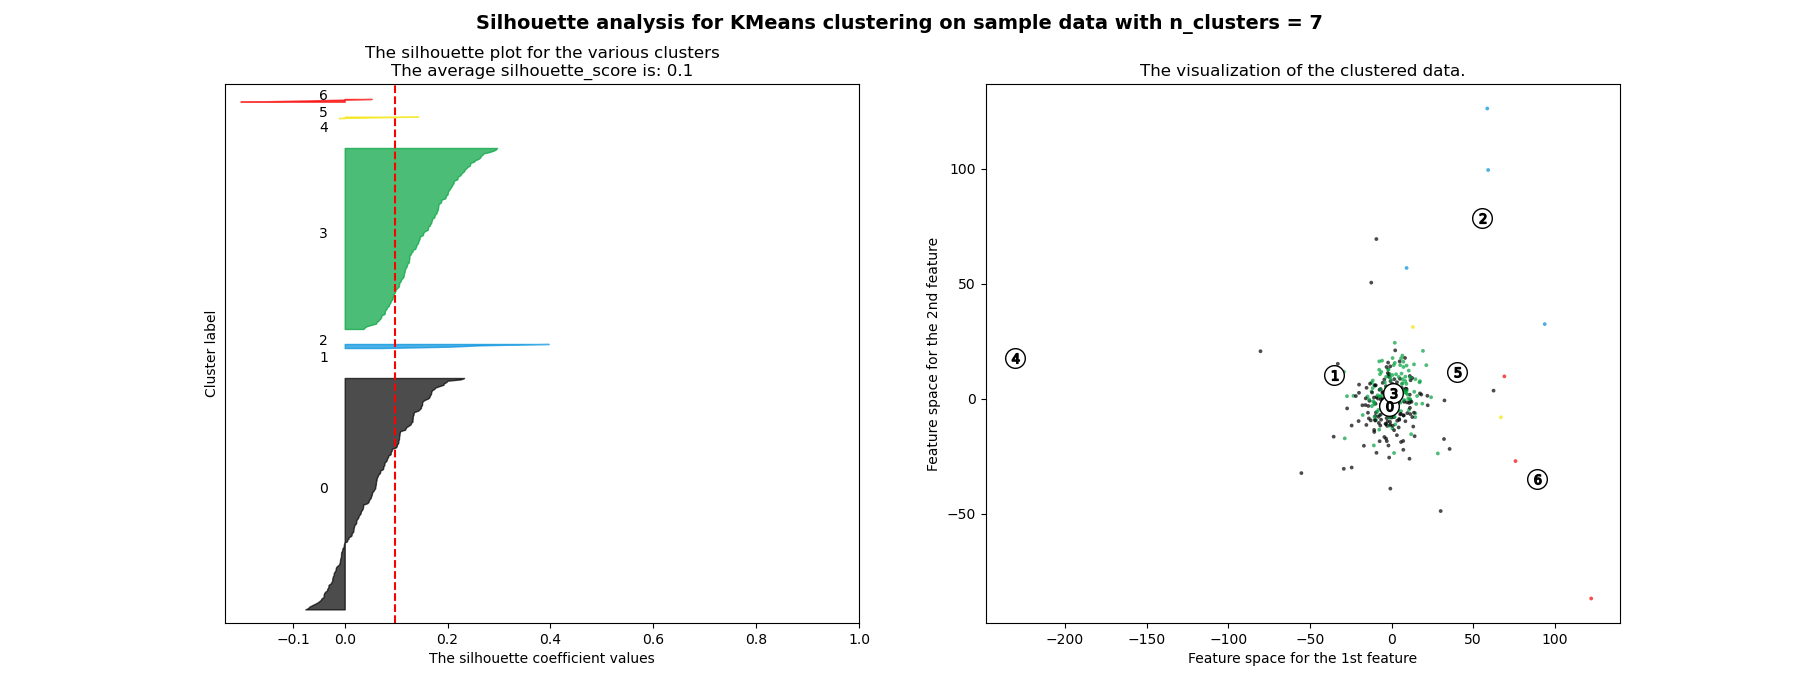 Silhouette analysis for KMeans clustering on sample data with n_clusters = 7
The silhouette plot for the various clusters
The average silhouette_score is: 0.1
6
5
4
3
2
1
0
Cluster label
−0.1 0.0 0.2 0.4 0.6 0.8 1.0
The silhouette coefficient values
The visualization of the clustered data.
100
50
0
−50
Feature space for the 2nd feature
2
4
1
5
3
0
6
−200 −150 −100 −50 0 50 100
Feature space for the 1st feature